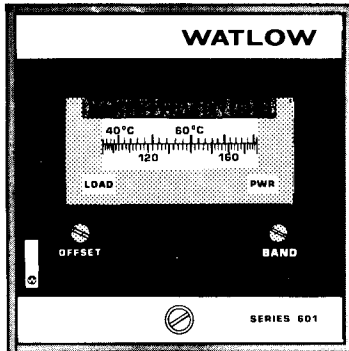 WATLOW
40°C 60°C
120 160
LOAD PWR
OFFSET BAND
SERIES 601